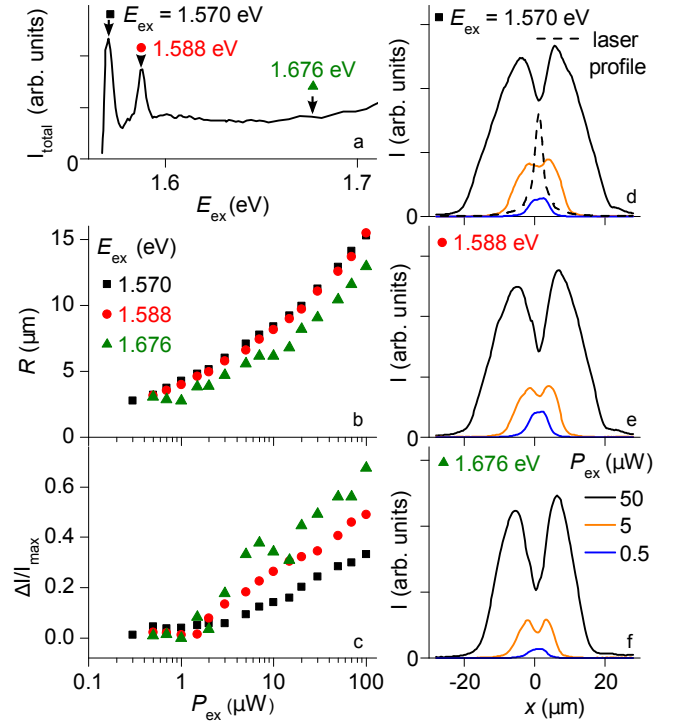 ■ E_ex = 1.570 eV
● 1.588 eV
▲ 1.676 eV
I_total (arb. units)
0
a
1.6
1.7
E_ex (eV)
E_ex (eV)
■ 1.570
● 1.588
▲ 1.676
15
10
5
0
R (μm)
b
0.6
0.4
0.2
0.0
ΔI/I_max
c
0.1
1
10
100
P_ex (μW)
■ E_ex = 1.570 eV
laser
profile
I (arb. units)
0
d
● 1.588 eV
I (arb. units)
0
e
▲ 1.676 eV
P_ex (μW)
50
5
0.5
I (arb. units)
0
f
-20
0
20
x (μm)